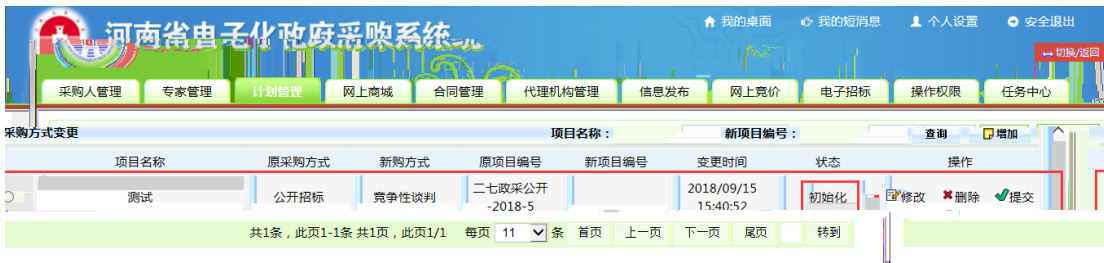 我的桌面 我的短消息 个人设置 安全退出
河南省电子化政府采购系统
切换/返回
采购人管理 专家管理 计划管理 网上商城 合同管理 代理机构管理 信息发布 网上竞价 电子招标 操作权限 任务中心
采购方式变更 项目名称： 新项目编号： 查询 增加
项目名称 原采购方式 新购方式 原项目编号 新项目编号 变更时间 状态 操作
测试 公开招标 竞争性谈判 二七政采公开 2018/09/15 初始化 修改 删除 提交
-2018-5 15:40:52
共1条，此页1-1条 共1页，此页1/1 每页 11 条 首页 上一页 下一页 尾页 转到